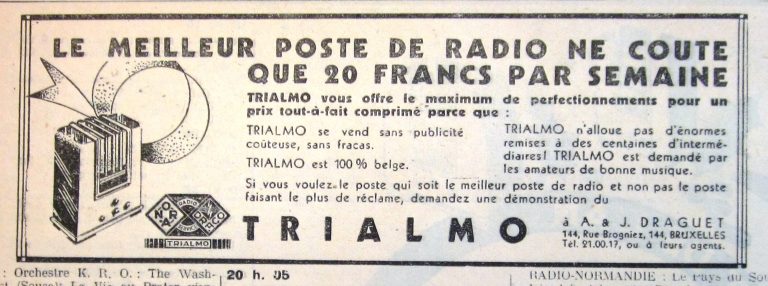 LE MEILLEUR POSTE DE RADIO NE COUTE
QUE 20 FRANCS PAR SEMAINE
TRIALMO vous offre le maximum de perfectionnements pour un
prix tout-à-fait comprimé parce que :
TRIALMO se vend sans publicité
coûteuse, sans fracas.
TRIALMO est 100 % belge.
TRIALMO n'alloue pas d'énormes
remises à des centaines d'intermé-
diaires! TRIALMO est demandé par
les amateurs de bonne musique.
Si vous voulez le poste qui soit le meilleur poste de radio et non pas le poste
faisant le plus de réclame, demandez une démonstration du
NORA
RADIO
SERVICE
ORCO
TRIALMO
TRIALMO
à A. & J. DRAGUET
144, Rue Brogniez, 144, BRUXELLES
Tél. 21.00.17, ou à leurs agents.
: Orchestre K. R. O. : The Wash-
20 h. 05
RADIO-NORMANDIE : Le Pays du